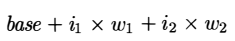 base + i₁ × w₁ + i₂ × w₂